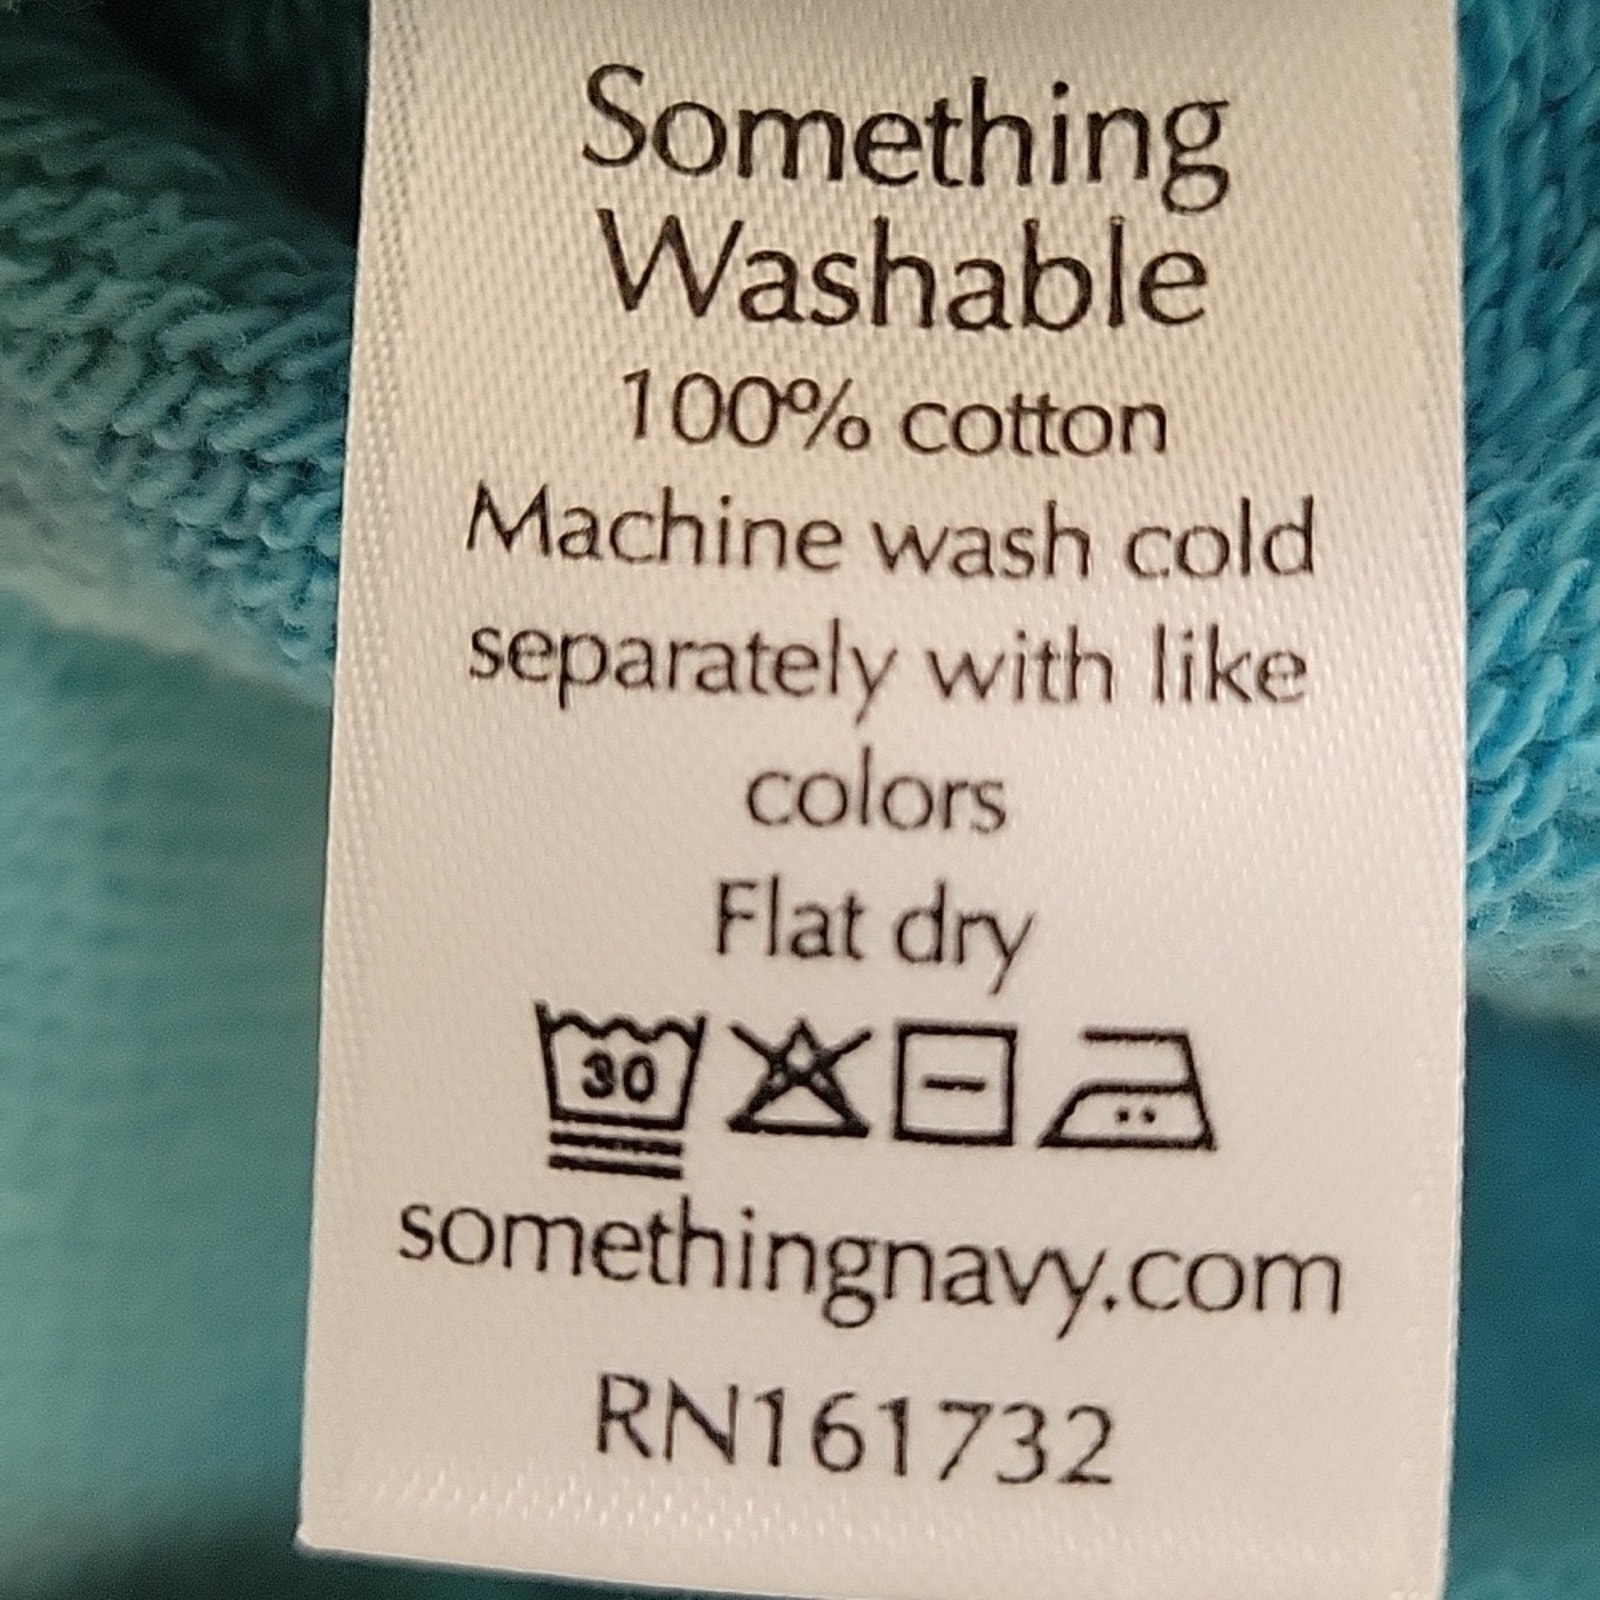 Something
Washable
100% cotton
Machine wash cold
separately with like
colors
Flat dry
30
somethingnavy.com
RN161732